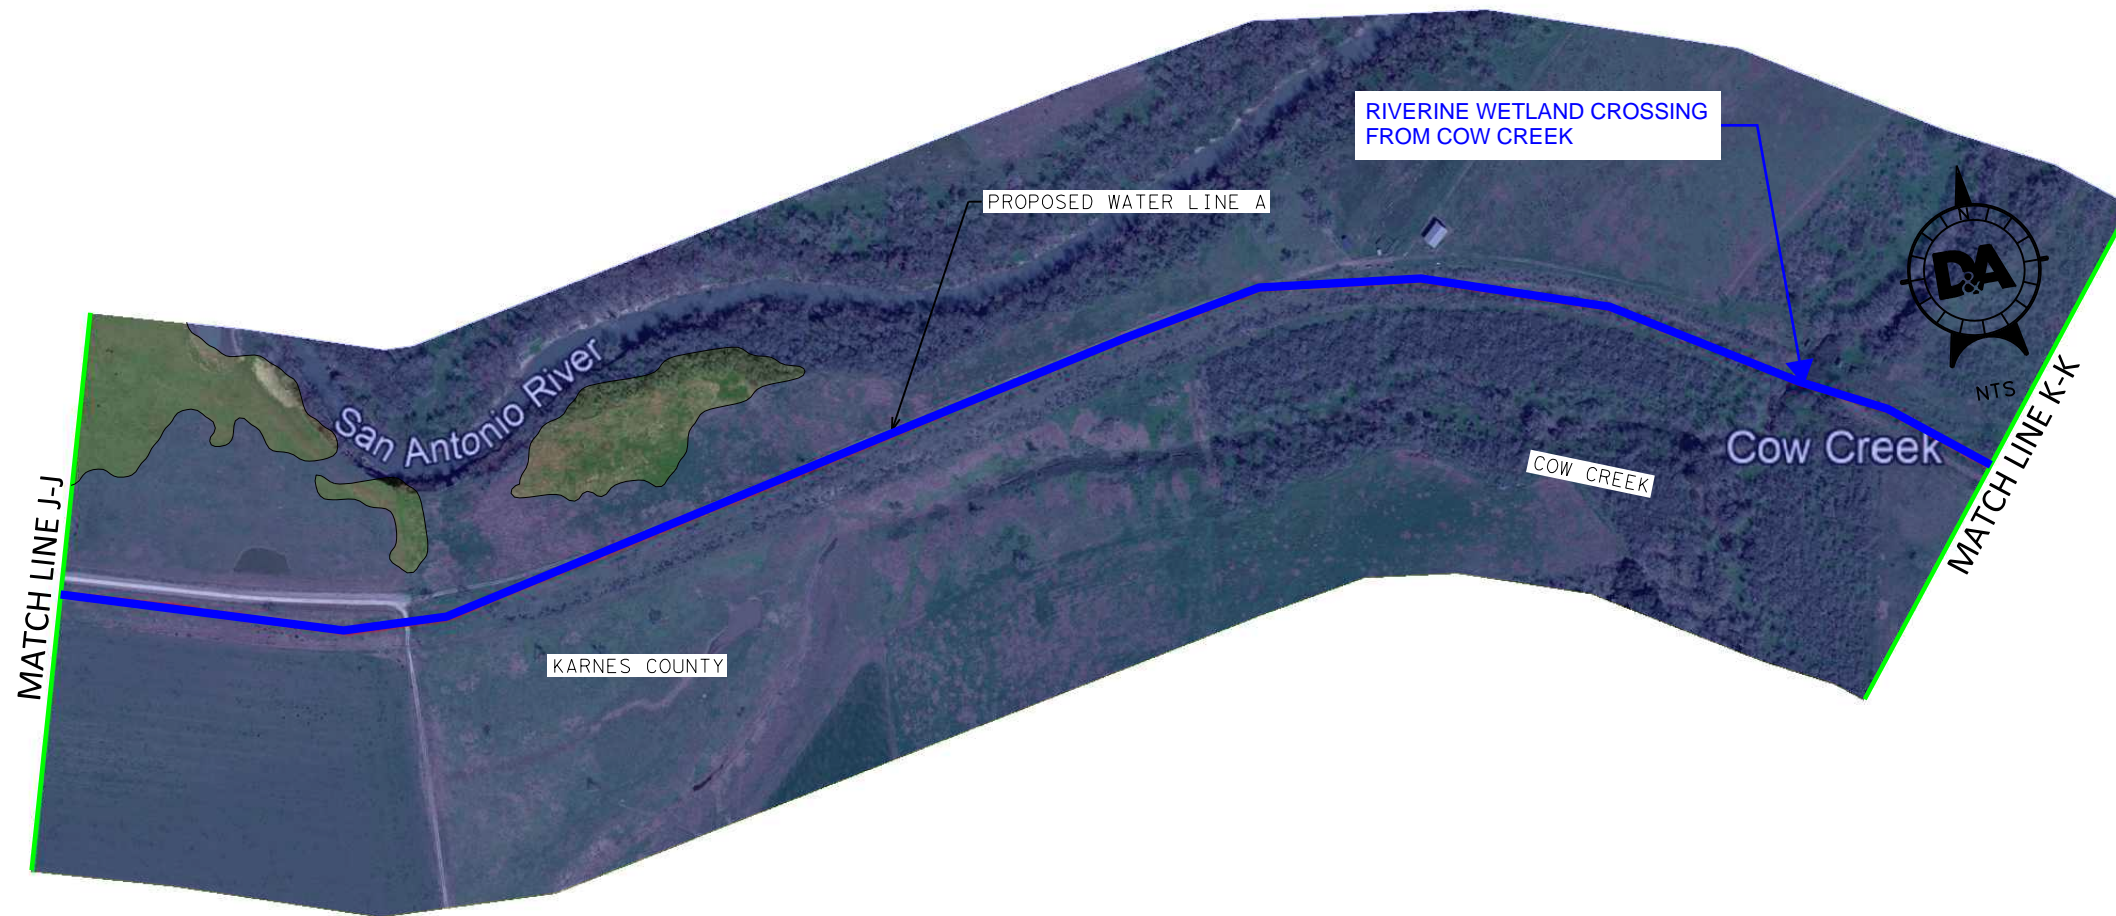 RIVERINE WETLAND CROSSING
FROM COW CREEK
PROPOSED WATER LINE A
N
D&A
NTS
San Antonio River
Cow Creek
COW CREEK
MATCH LINE J-J
MATCH LINE K-K
KARNES COUNTY